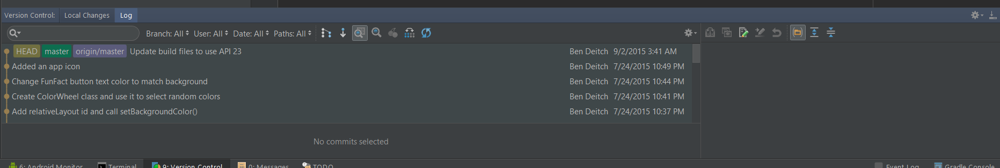 Version Control: Local Changes Log
Branch: All User: All Date: All Paths: All
HEAD master origin/master Update build files to use API 23 Ben Deitch 9/2/2015 3:41 AM
Added an app icon Ben Deitch 7/24/2015 10:49 PM
Change FunFact button text color to match background Ben Deitch 7/24/2015 10:44 PM
Create ColorWheel class and use it to select random colors Ben Deitch 7/24/2015 10:41 PM
Add relativeLayout id and call setBackgroundColor() Ben Deitch 7/24/2015 10:37 PM
No commits selected
6: Android Monitor Terminal 9: Version Control 0: Messages TODO Event Log Gradle Console